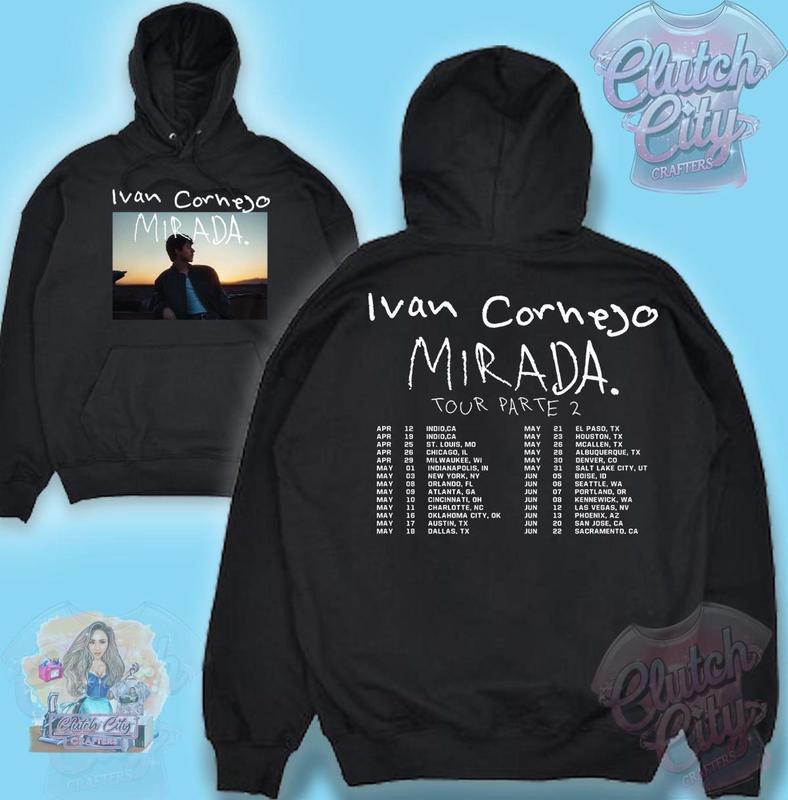 Clutch
City
CRAFTERS
Ivan Cornejo
MIRADA.
Ivan Cornejo
MIRADA.
TOUR PARTE 2
APR 12 INDIO,CA
APR 19 INDIO,CA
APR 25 ST. LOUIS, MO
APR 26 CHICAGO, IL
APR 29 MILWAUKEE, WI
MAY 01 INDIANAPOLIS, IN
MAY 03 NEW YORK, NY
MAY 08 ORLANDO, FL
MAY 09 ATLANTA, GA
MAY 10 CINCINNATI, OH
MAY 11 CHARLOTTE, NC
MAY 16 OKLAHOMA CITY, OK
MAY 17 AUSTIN, TX
MAY 18 DALLAS, TX
MAY 21 EL PASO, TX
MAY 23 HOUSTON, TX
MAY 26 MCALLEN, TX
MAY 28 ALBUQUERQUE, TX
MAY 30 DENVER, CO
MAY 31 SALT LAKE CITY, UT
JUN 05 BOISE, ID
JUN 06 SEATTLE, WA
JUN 07 PORTLAND, OR
JUN 08 KENNEWICK, WA
JUN 12 LAS VEGAS, NV
JUN 13 PHOENIX, AZ
JUN 20 SAN JOSE, CA
JUN 22 SACRAMENTO, CA
Clutch City
CRAFTERS
Clutch
City
CRAFTERS
CRAFTERS